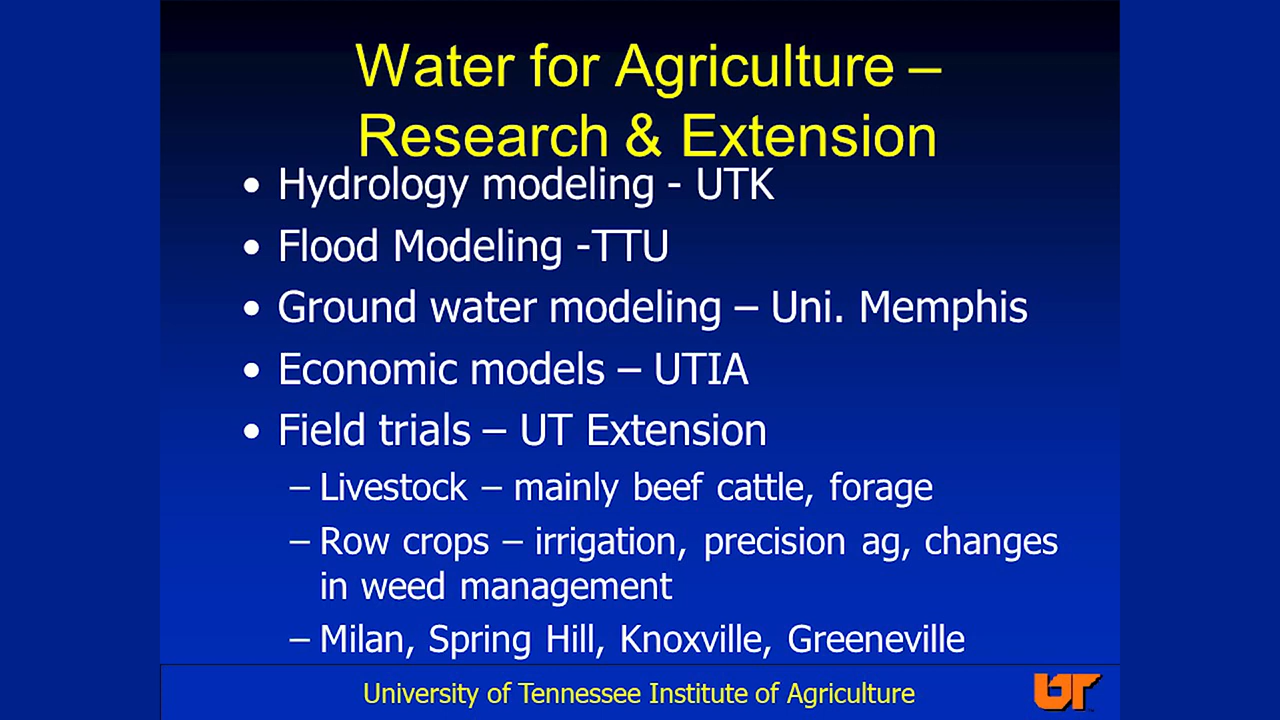 Water for Agriculture –
Research & Extension
• Hydrology modeling - UTK
• Flood Modeling -TTU
• Ground water modeling – Uni. Memphis
• Economic models – UTIA
• Field trials – UT Extension
– Livestock – mainly beef cattle, forage
– Row crops – irrigation, precision ag, changes
in weed management
– Milan, Spring Hill, Knoxville, Greeneville
University of Tennessee Institute of Agriculture
UT